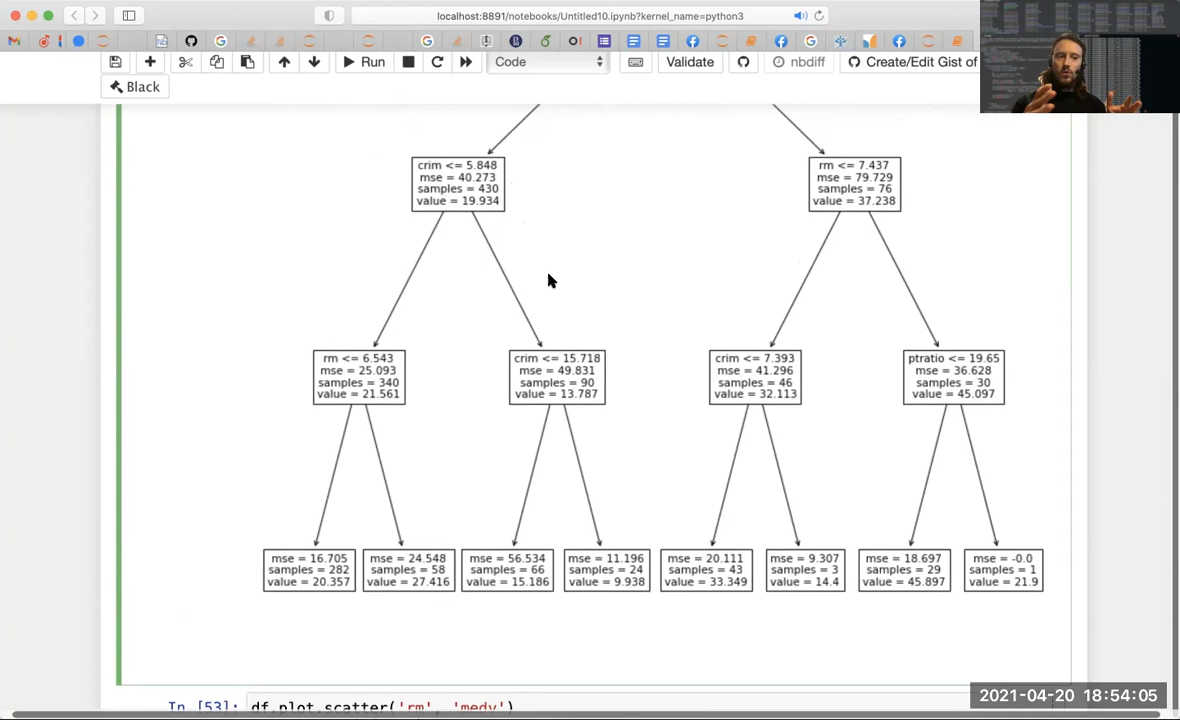 localhost:8891/notebooks/Untitled10.ipynb?kernel_name=python3
Run
Code
Validate
nbdiff
Create/Edit Gist of
Black
crim <= 5.848
mse = 40.273
samples = 430
value = 19.934
rm <= 7.437
mse = 79.729
samples = 76
value = 37.238
rm <= 6.543
mse = 25.093
samples = 340
value = 21.561
crim <= 15.718
mse = 49.831
samples = 90
value = 13.787
crim <= 7.393
mse = 41.296
samples = 46
value = 32.113
ptratio <= 19.65
mse = 36.628
samples = 30
value = 45.097
mse = 16.705
samples = 282
value = 20.357
mse = 24.548
samples = 58
value = 27.416
mse = 56.534
samples = 66
value = 15.186
mse = 11.196
samples = 24
value = 9.938
mse = 20.111
samples = 43
value = 33.349
mse = 9.307
samples = 3
value = 14.4
mse = 18.697
samples = 29
value = 45.897
mse = -0.0
samples = 1
value = 21.9
2021-04-20 18:54:05
In [53]: df.plot.scatter('rm', 'medv')